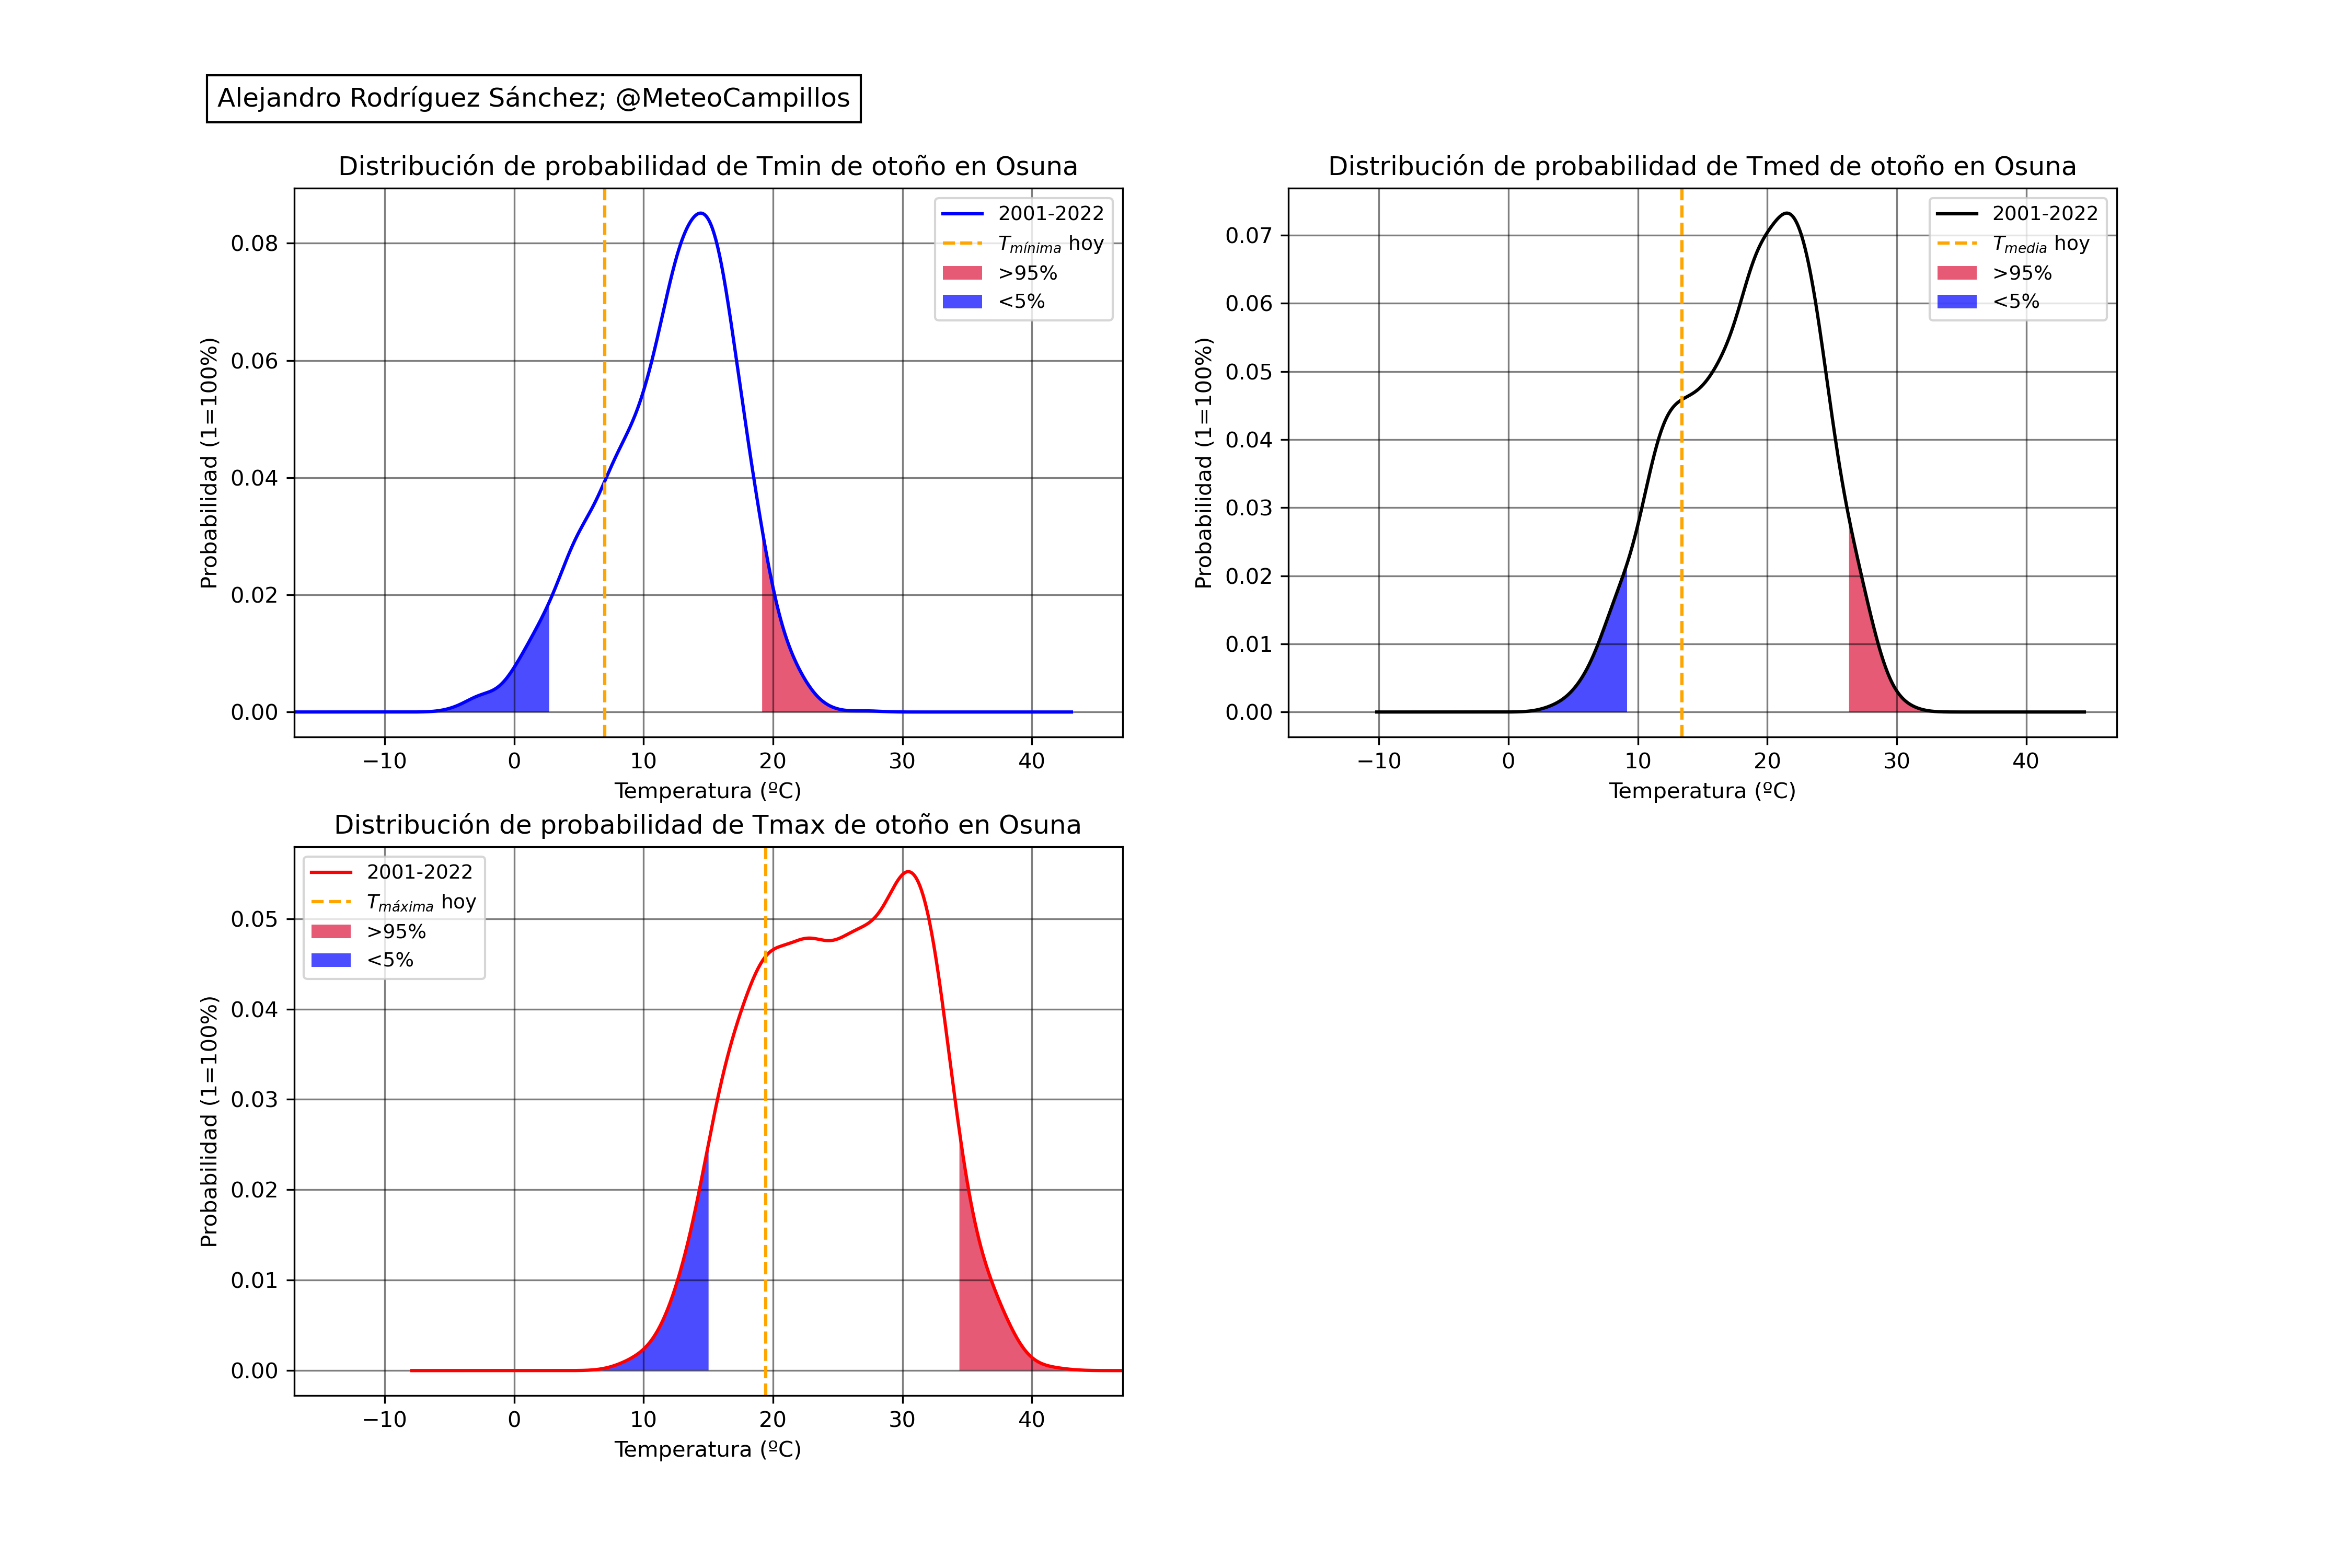 Alejandro Rodríguez Sánchez; @MeteoCampillos
Distribución de probabilidad de Tmin de otoño en Osuna
Probabilidad (1=100%)
0.08
0.06
0.04
0.02
0.00
2001-2022
Tmínima hoy
>95%
<5%
−10 0 10 20 30 40
Temperatura (ºC)
Distribución de probabilidad de Tmed de otoño en Osuna
Probabilidad (1=100%)
0.07
0.06
0.05
0.04
0.03
0.02
0.01
0.00
2001-2022
Tmedia hoy
>95%
<5%
−10 0 10 20 30 40
Temperatura (ºC)
Distribución de probabilidad de Tmax de otoño en Osuna
Probabilidad (1=100%)
0.05
0.04
0.03
0.02
0.01
0.00
2001-2022
Tmáxima hoy
>95%
<5%
−10 0 10 20 30 40
Temperatura (ºC)